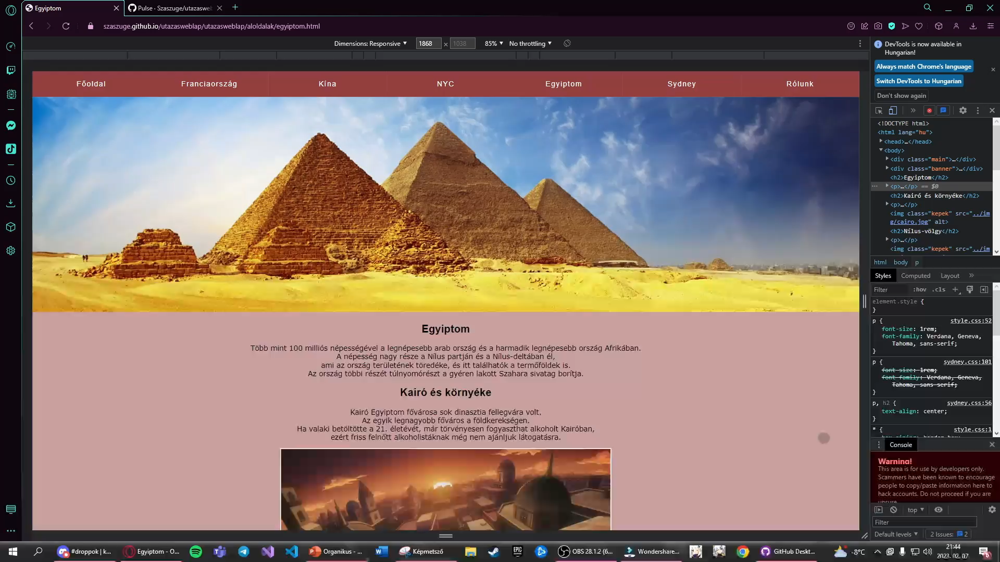 Egyiptom
Pulse · Szaszuge/utazasweb
szaszuge.github.io/utazasweblap/utazasweblap/aloldalak/egyiptom.html
Dimensions: Responsive
1868 × 1038
85%
No throttling
DevTools is now available in
Hungarian!
Always match Chrome's language
Switch DevTools to Hungarian
Don't show again
Főoldal
Franciaország
Kína
NYC
Egyiptom
Sydney
Rólunk
<!DOCTYPE html>
<html lang="hu">
<head>…</head>
<body>
<div class="main">…</div>
<div class="banner">…</div>
<h2>Egyiptom</h2>
<p>…</p> == $0
<h2>Kairó és környéke</h2>
<p>…</p>
<img class="kepek" src="../im
g/cairo.jpg" alt>
<h2>Nílus-völgy</h2>
<p>…</p>
<img class="kepek" src="../im
html body p
Styles Computed Layout
Filter :hov .cls
element.style {
}
p { style.css:52
font-size: 1rem;
font-family: Verdana, Geneva,
Tahoma, sans-serif;
}
p { sydney.css:101
font-size: 1rem;
font-family: Verdana, Geneva,
Tahoma, sans-serif;
}
p, h2 { sydney.css:56
text-align: center;
}
* { style.css:1
Egyiptom
Több mint 100 milliós népességével a legnépesebb arab ország és a harmadik legnépesebb ország Afrikában.
A népesség nagy része a Nílus partján és a Nílus-deltában él,
ami az ország területének töredéke, és itt találhatók a termőföldek is.
Az ország többi részét túlnyomórészt a gyéren lakott Szahara sivatag borítja.
Kairó és környéke
Kairó Egyiptom fővárosa sok dinasztia fellegvára volt.
Az egyik legnagyobb főváros a földkerekségen.
Ha valaki betöltötte a 21. életévét, már törvényesen fogyaszthat alkoholt Kairóban,
ezért friss felnőtt alkoholistáknak még nem ajánljuk látogatásra.
Console
Warning!
This area is for use by developers only.
Scammers have been known to encourage
people to copy/paste information here to
hack accounts. Do not proceed if you are
unsure.
top
Filter
Default levels
2 Issues: 2
#droppok | k...
Egyiptom - O...
Organikus - ...
Képmetsző
EPIC
GAMES
OBS 28.1.2 (6...
Wondershare...
GitHub Deskt...
-8°C
21:44
2023. 02. 07.